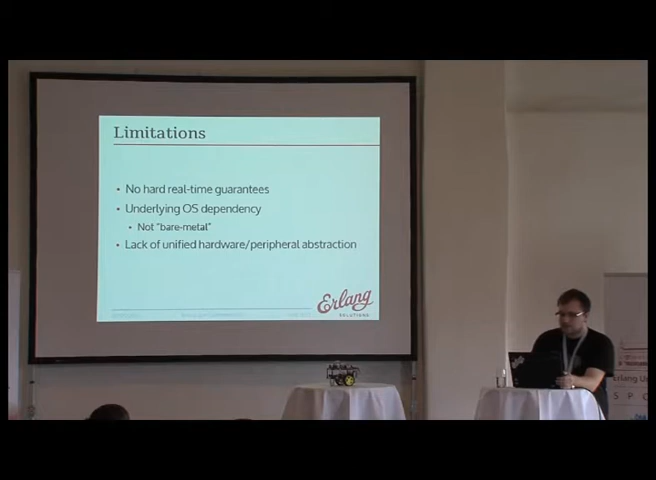 Limitations
• No hard real-time guarantees
• Underlying OS dependency
• Not "bare-metal"
• Lack of unified hardware/peripheral abstraction
Erlang
SOLUTIONS
Erlang
S P O